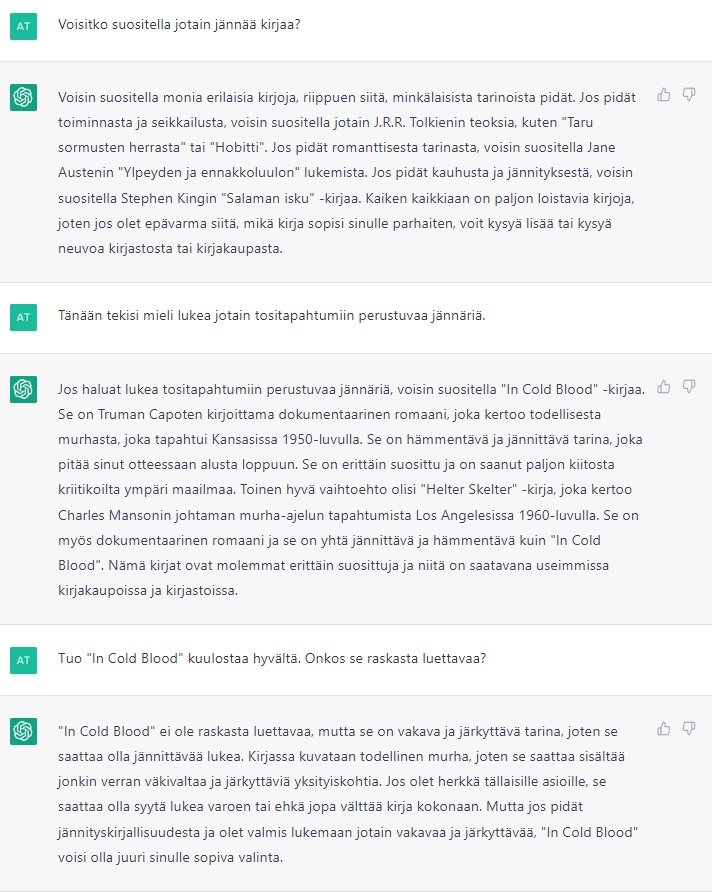 AT
Voisitko suositella jotain jännää kirjaa?
Voisin suositella monia erilaisia kirjoja, riippuen siitä, minkälaisista tarinoista pidät. Jos pidät
toiminnasta ja seikkailusta, voisin suositella jotain J.R.R. Tolkienin teoksia, kuten "Taru
sormusten herrasta" tai "Hobitti". Jos pidät romanttisesta tarinasta, voisin suositella Jane
Austenin "Ylpeyden ja ennakkoluulon" lukemista. Jos pidät kauhusta ja jännityksestä, voisin
suositella Stephen Kingin "Salaman isku" -kirjaa. Kaiken kaikkiaan on paljon loistavia kirjoja,
joten jos olet epävarma siitä, mikä kirja sopisi sinulle parhaiten, voit kysyä lisää tai kysyä
neuvoa kirjastosta tai kirjakaupasta.
AT
Tänään tekisi mieli lukea jotain tositapahtumiin perustuvaa jännäriä.
Jos haluat lukea tositapahtumiin perustuvaa jännäriä, voisin suositella "In Cold Blood" -kirjaa.
Se on Truman Capoten kirjoittama dokumentaarinen romaani, joka kertoo todellisesta
murhasta, joka tapahtui Kansasissa 1950-luvulla. Se on hämmentävä ja jännittävä tarina, joka
pitää sinut otteessaan alusta loppuun. Se on erittäin suosittu ja on saanut paljon kiitosta
kriitikoilta ympäri maailmaa. Toinen hyvä vaihtoehto olisi "Helter Skelter" -kirja, joka kertoo
Charles Mansonin johtaman murha-ajelun tapahtumista Los Angelesissa 1960-luvulla. Se on
myös dokumentaarinen romaani ja se on yhtä jännittävä ja hämmentävä kuin "In Cold
Blood". Nämä kirjat ovat molemmat erittäin suosittuja ja niitä on saatavana useimmissa
kirjakaupoissa ja kirjastoissa.
AT
Tuo "In Cold Blood" kuulostaa hyvältä. Onkos se raskasta luettavaa?
"In Cold Blood" ei ole raskasta luettavaa, mutta se on vakava ja järkyttävä tarina, joten se
saattaa olla jännittävää lukea. Kirjassa kuvataan todellinen murha, joten se saattaa sisältää
jonkin verran väkivaltaa ja järkyttäviä yksityiskohtia. Jos olet herkkä tällaisille asioille, se
saattaa olla syytä lukea varoen tai ehkä jopa välttää kirja kokonaan. Mutta jos pidät
jännityskirjallisuudesta ja olet valmis lukemaan jotain vakavaa ja järkyttävää, "In Cold Blood"
voisi olla juuri sinulle sopiva valinta.